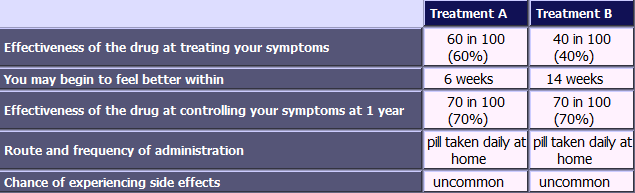 Treatment A Treatment B
Effectiveness of the drug at treating your symptoms 60 in 100 (60%) 40 in 100 (40%)
You may begin to feel better within 6 weeks 14 weeks
Effectiveness of the drug at controlling your symptoms at 1 year 70 in 100 (70%) 70 in 100 (70%)
Route and frequency of administration pill taken daily at home pill taken daily at home
Chance of experiencing side effects uncommon uncommon